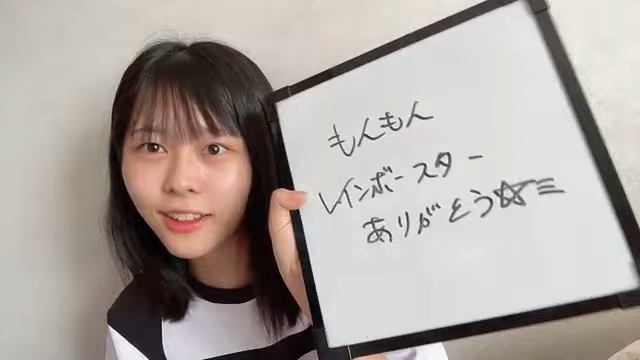 もんもん
レインボースター
ありがとう☆彡